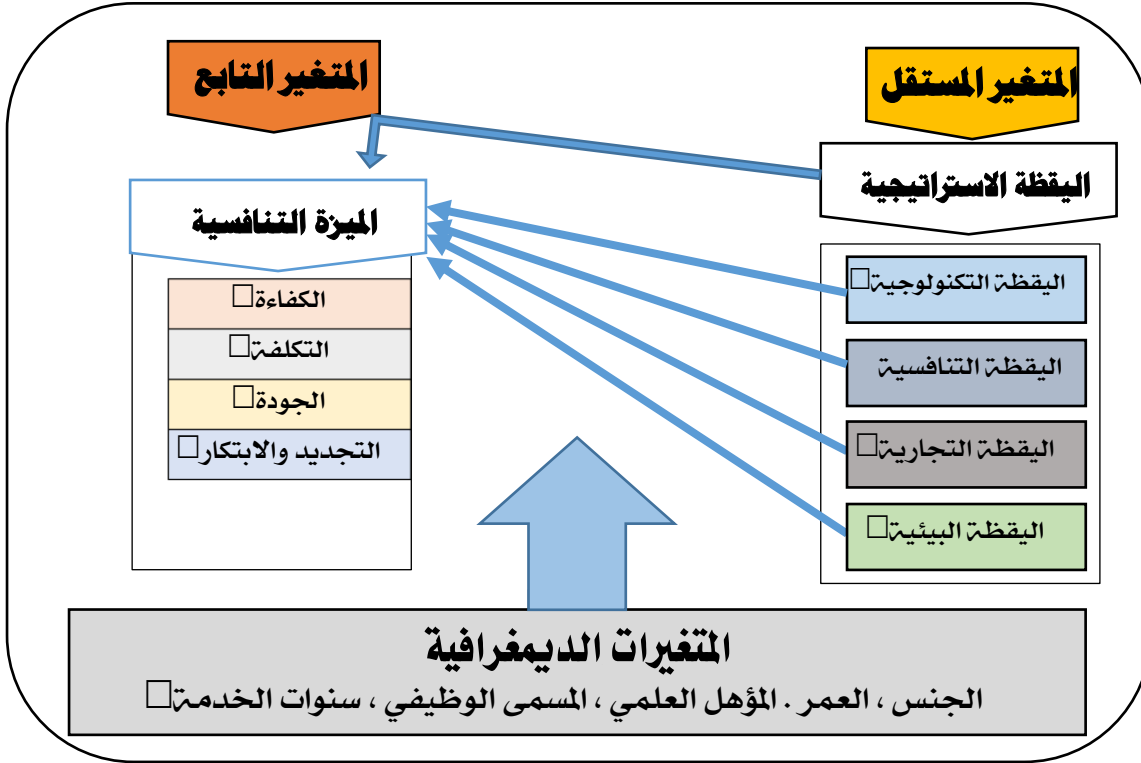 المتغير المستقل
المتغير التابع
اليقظة الاستراتيجية
الميزة التنافسية
اليقظة التكنولوجية
اليقظة التنافسية
اليقظة التجارية
اليقظة البيئية
الكفاءة
التكلفة
الجودة
التجديد والابتكار
المتغيرات الديمغرافية
الجنس ، العمر . المؤهل العلمي ، المسمى الوظيفي ، سنوات الخدمة